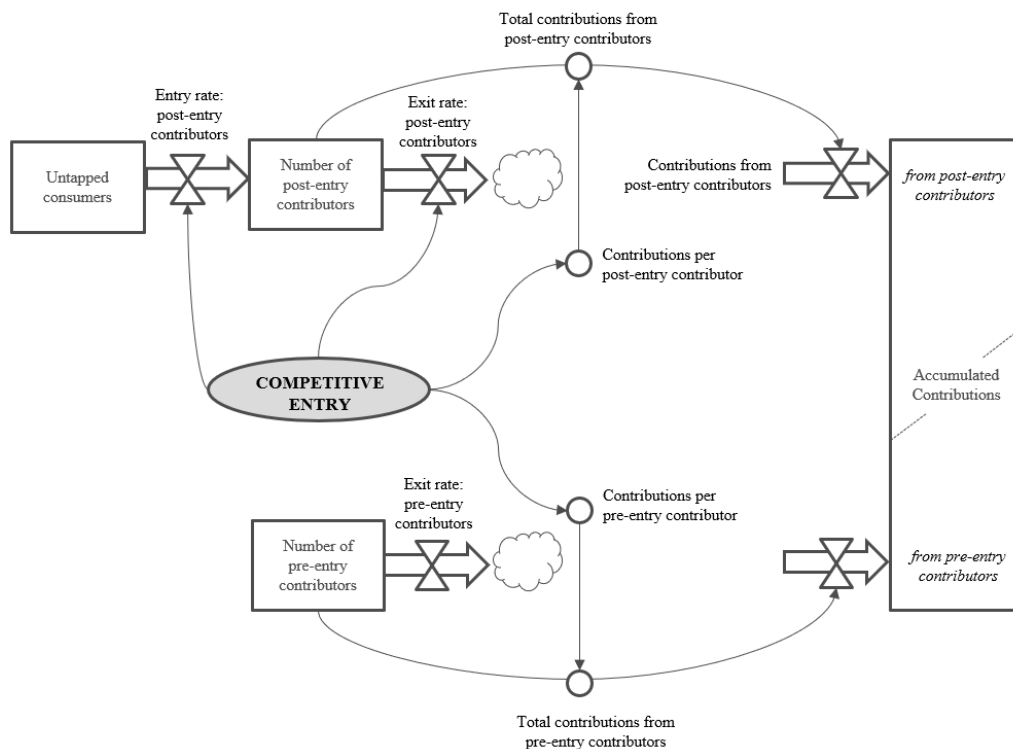 Total contributions from
post-entry contributors
Entry rate:
post-entry
contributors
Exit rate:
post-entry
contributors
Untapped
consumers
Number of
post-entry
contributors
Contributions from
post-entry contributors
from post-entry
contributors
Contributions per
post-entry contributor
COMPETITIVE
ENTRY
Accumulated
Contributions
Exit rate:
pre-entry
contributors
Contributions per
pre-entry contributor
Number of
pre-entry
contributors
from pre-entry
contributors
Total contributions from
pre-entry contributors